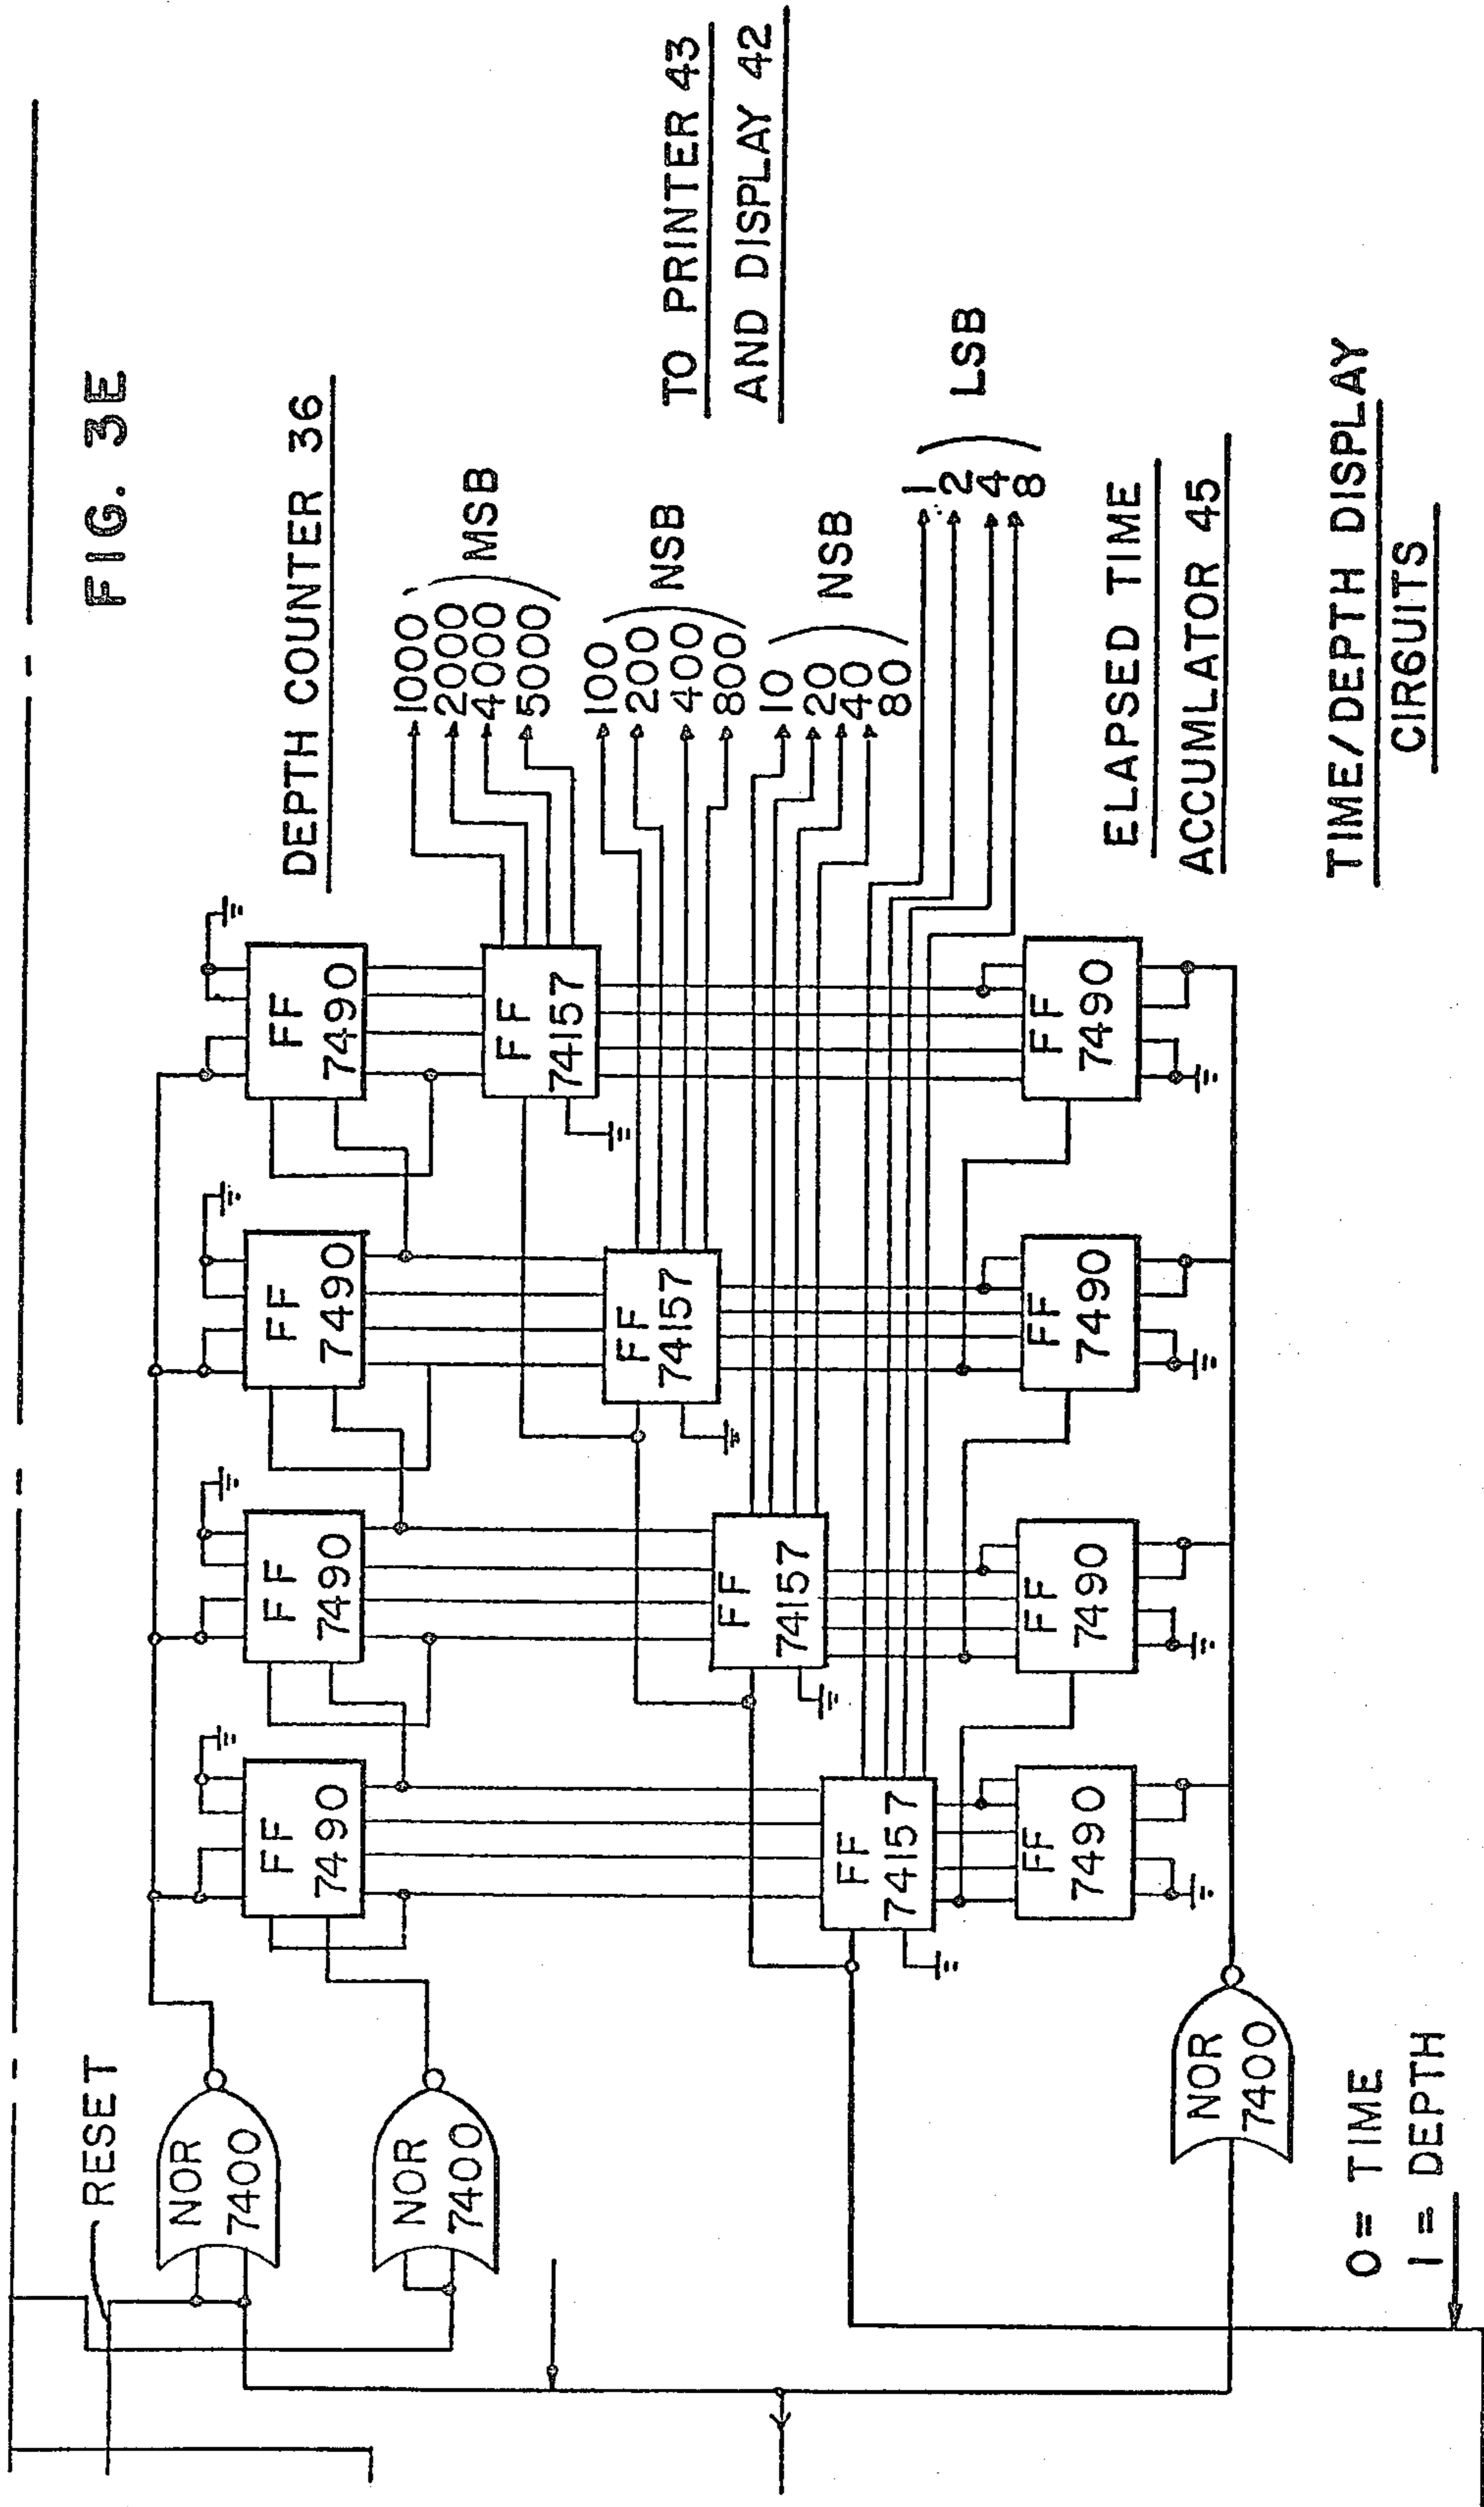 FIG. 3E
RESET
DEPTH COUNTER 36
NOR
7400
NOR
7400
FF
7490
FF
7490
FF
7490
FF
7490
FF
74157
FF
74157
FF
74157
FF
74157
1000
2000
4000
5000
MSB
100
200
400
800
NSB
10
20
40
80
NSB
1
2
4
8
LSB
TO PRINTER 43
AND DISPLAY 42
FF
7490
FF
7490
FF
7490
FF
7490
NOR
7400
ELAPSED TIME
ACCUMLATOR 45
0 = TIME
1 = DEPTH
TIME/DEPTH DISPLAY
CIR6UITS